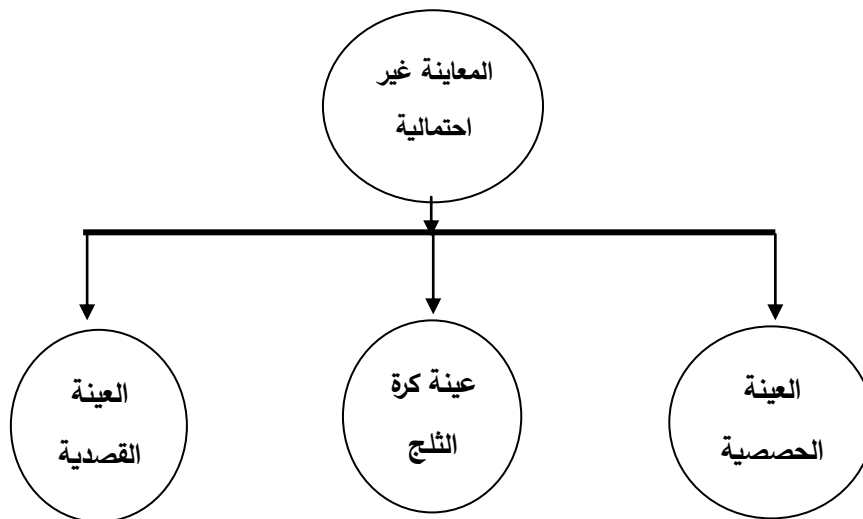 المعاينة غير
احتمالية
العينة
الحصصية
عينة كرة
الثلج
العينة
القصدية